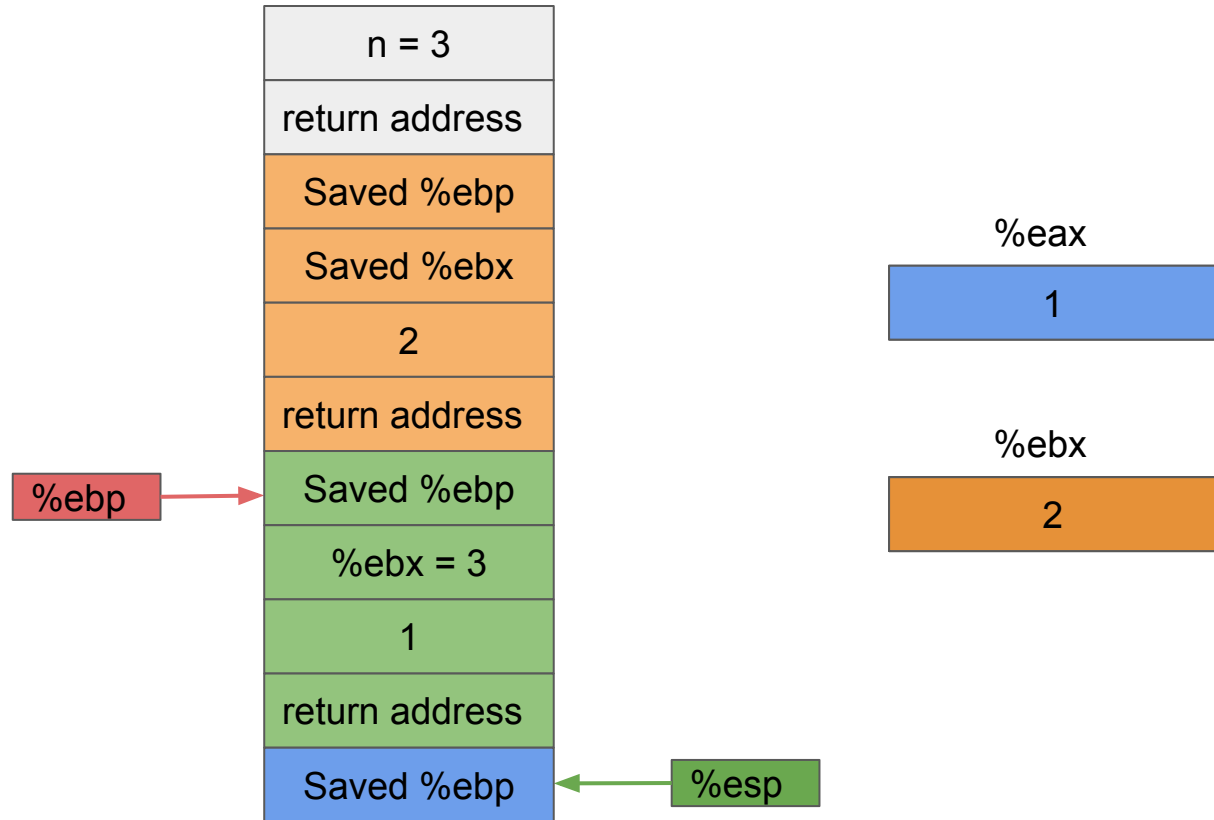 n = 3
return address
Saved %ebp
Saved %ebx
2
return address
Saved %ebp
%ebx = 3
1
return address
Saved %ebp
%ebp
%esp
%eax
1
%ebx
2